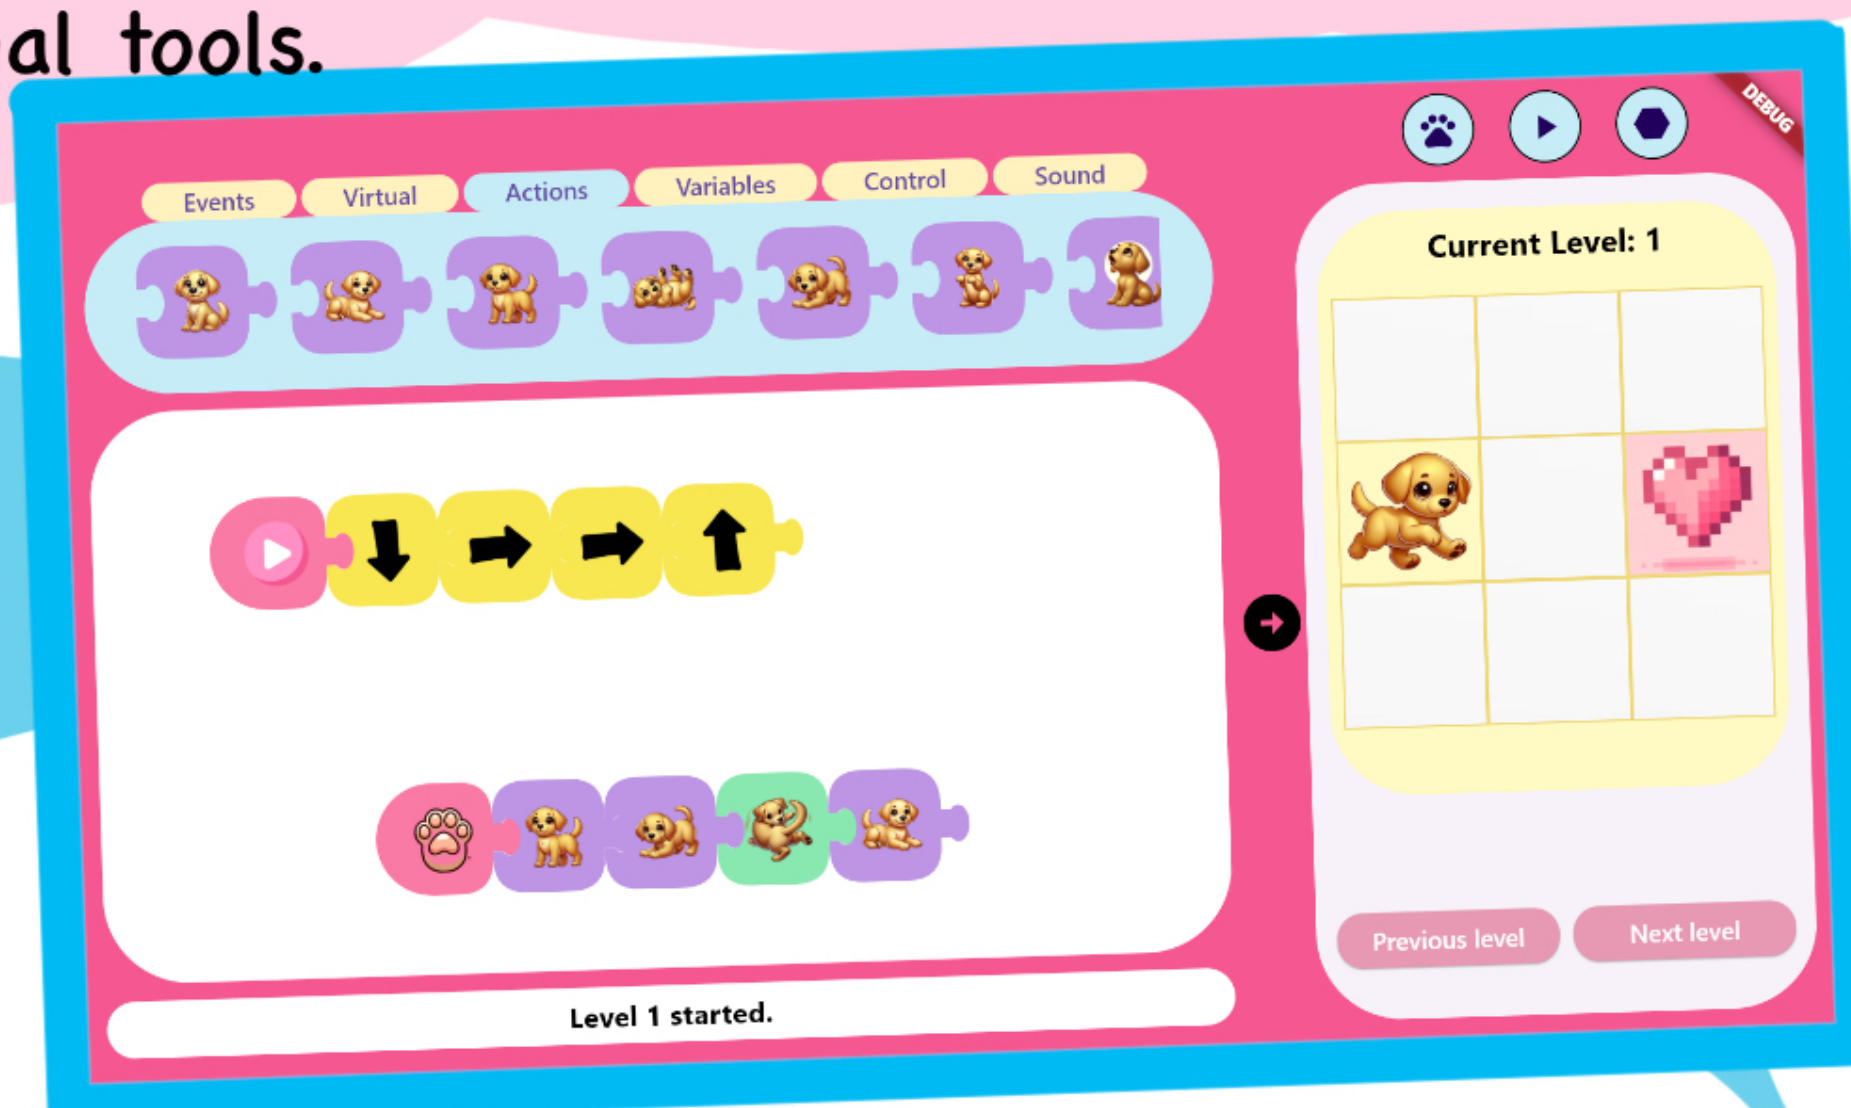 al tools.
DEBUG
Events
Virtual
Actions
Variables
Control
Sound
Current Level: 1
Previous level
Next level
Level 1 started.